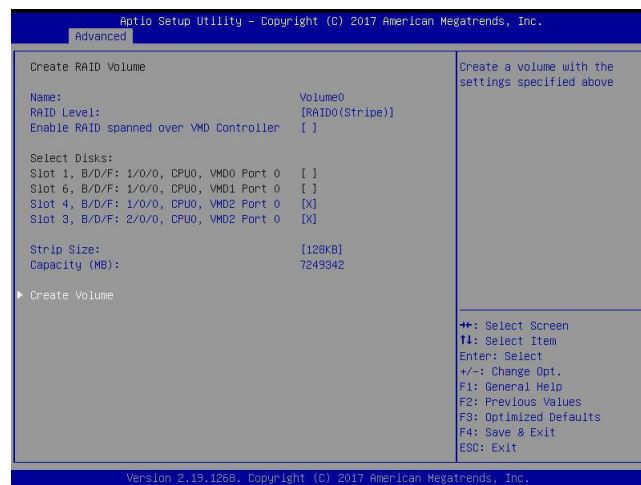 Aptio Setup Utility – Copyright (C) 2017 American Megatrends, Inc.
Advanced
Create RAID Volume
Name: Volume0
RAID Level: [RAID0(Stripe)]
Enable RAID spanned over VMD Controller [ ]
Select Disks:
Slot 1, B/D/F: 1/0/0, CPU0, VMD0 Port 0 [ ]
Slot 6, B/D/F: 1/0/0, CPU0, VMD1 Port 0 [ ]
Slot 4, B/D/F: 1/0/0, CPU0, VMD2 Port 0 [X]
Slot 3, B/D/F: 2/0/0, CPU0, VMD2 Port 0 [X]
Strip Size: [128KB]
Capacity (MB): 7249342
Create Volume
Create a volume with the
settings specified above
→←: Select Screen
↑↓: Select Item
Enter: Select
+/-: Change Opt.
F1: General Help
F2: Previous Values
F3: Optimized Defaults
F4: Save & Exit
ESC: Exit
Version 2.19.1268. Copyright (C) 2017 American Megatrends, Inc.